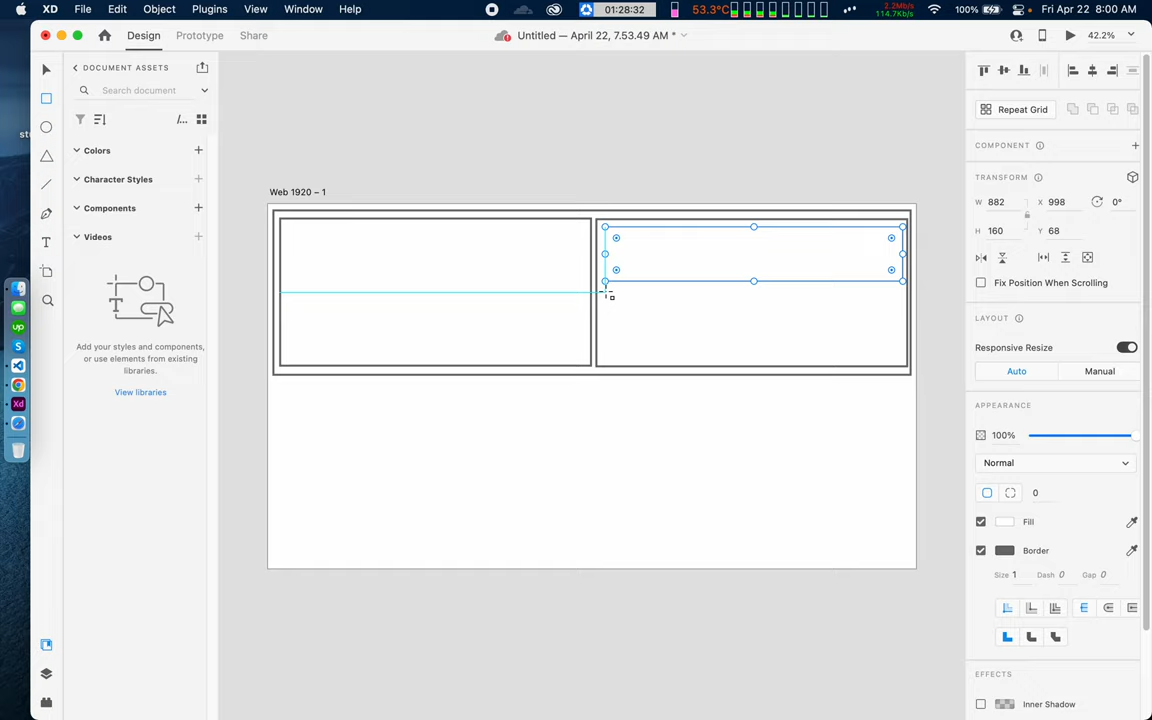 XD File Edit Object Plugins View Window Help 01:28:32 53.3°C 2.2MB/s 114.7KB/s 100% Fri Apr 22 8:00 AM
Design Prototype Share Untitled — April 22, 7.53.49 AM * 42.2%
DOCUMENT ASSETS
Search document
Repeat Grid
Colors
COMPONENT
Character Styles
TRANSFORM
Web 1920 – 1
W 882 X 998 0°
Components
H 160 Y 68
Videos
Fix Position When Scrolling
LAYOUT
Add your styles and components,
or use elements from existing
libraries.
View libraries
Responsive Resize
Auto Manual
APPEARANCE
100%
Normal
0
Fill
Border
Size 1 Dash 0 Gap 0
EFFECTS
Inner Shadow